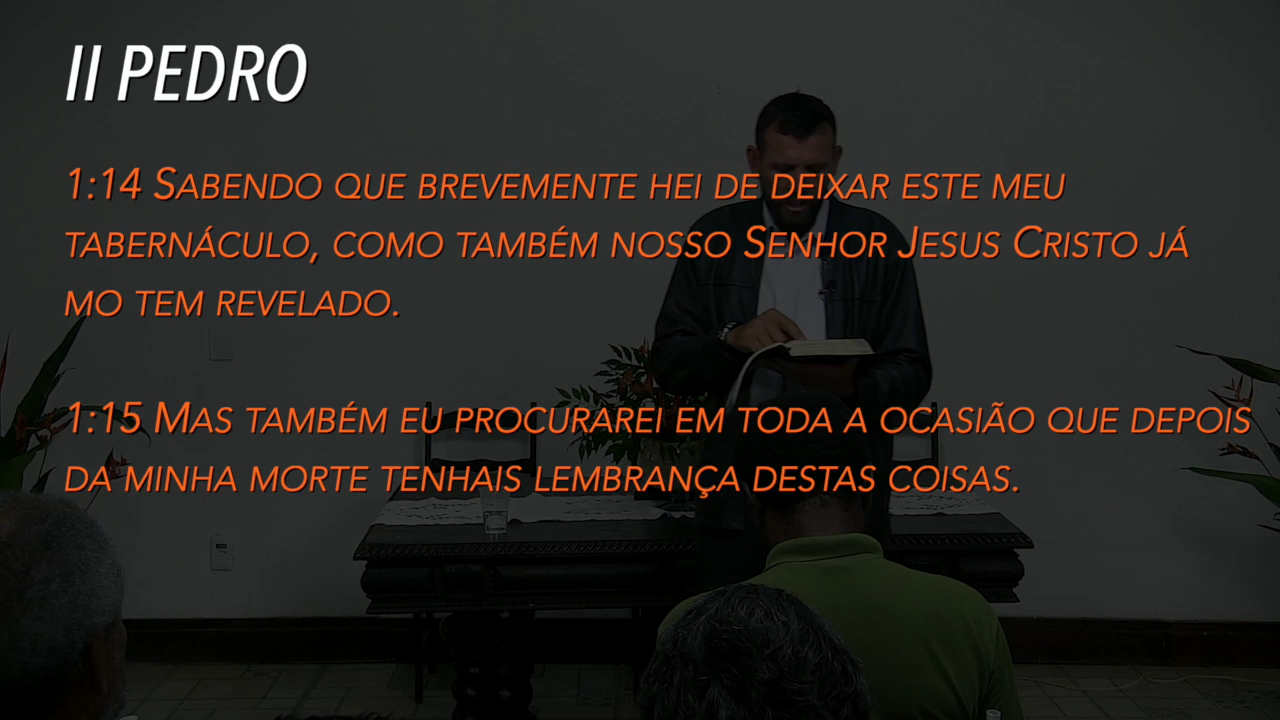 II PEDRO
1:14 Sabendo que brevemente hei de deixar este meu
tabernáculo, como também nosso Senhor Jesus Cristo já
mo tem revelado.
1:15 Mas também eu procurarei em toda a ocasião que depois
da minha morte tenhais lembrança destas coisas.